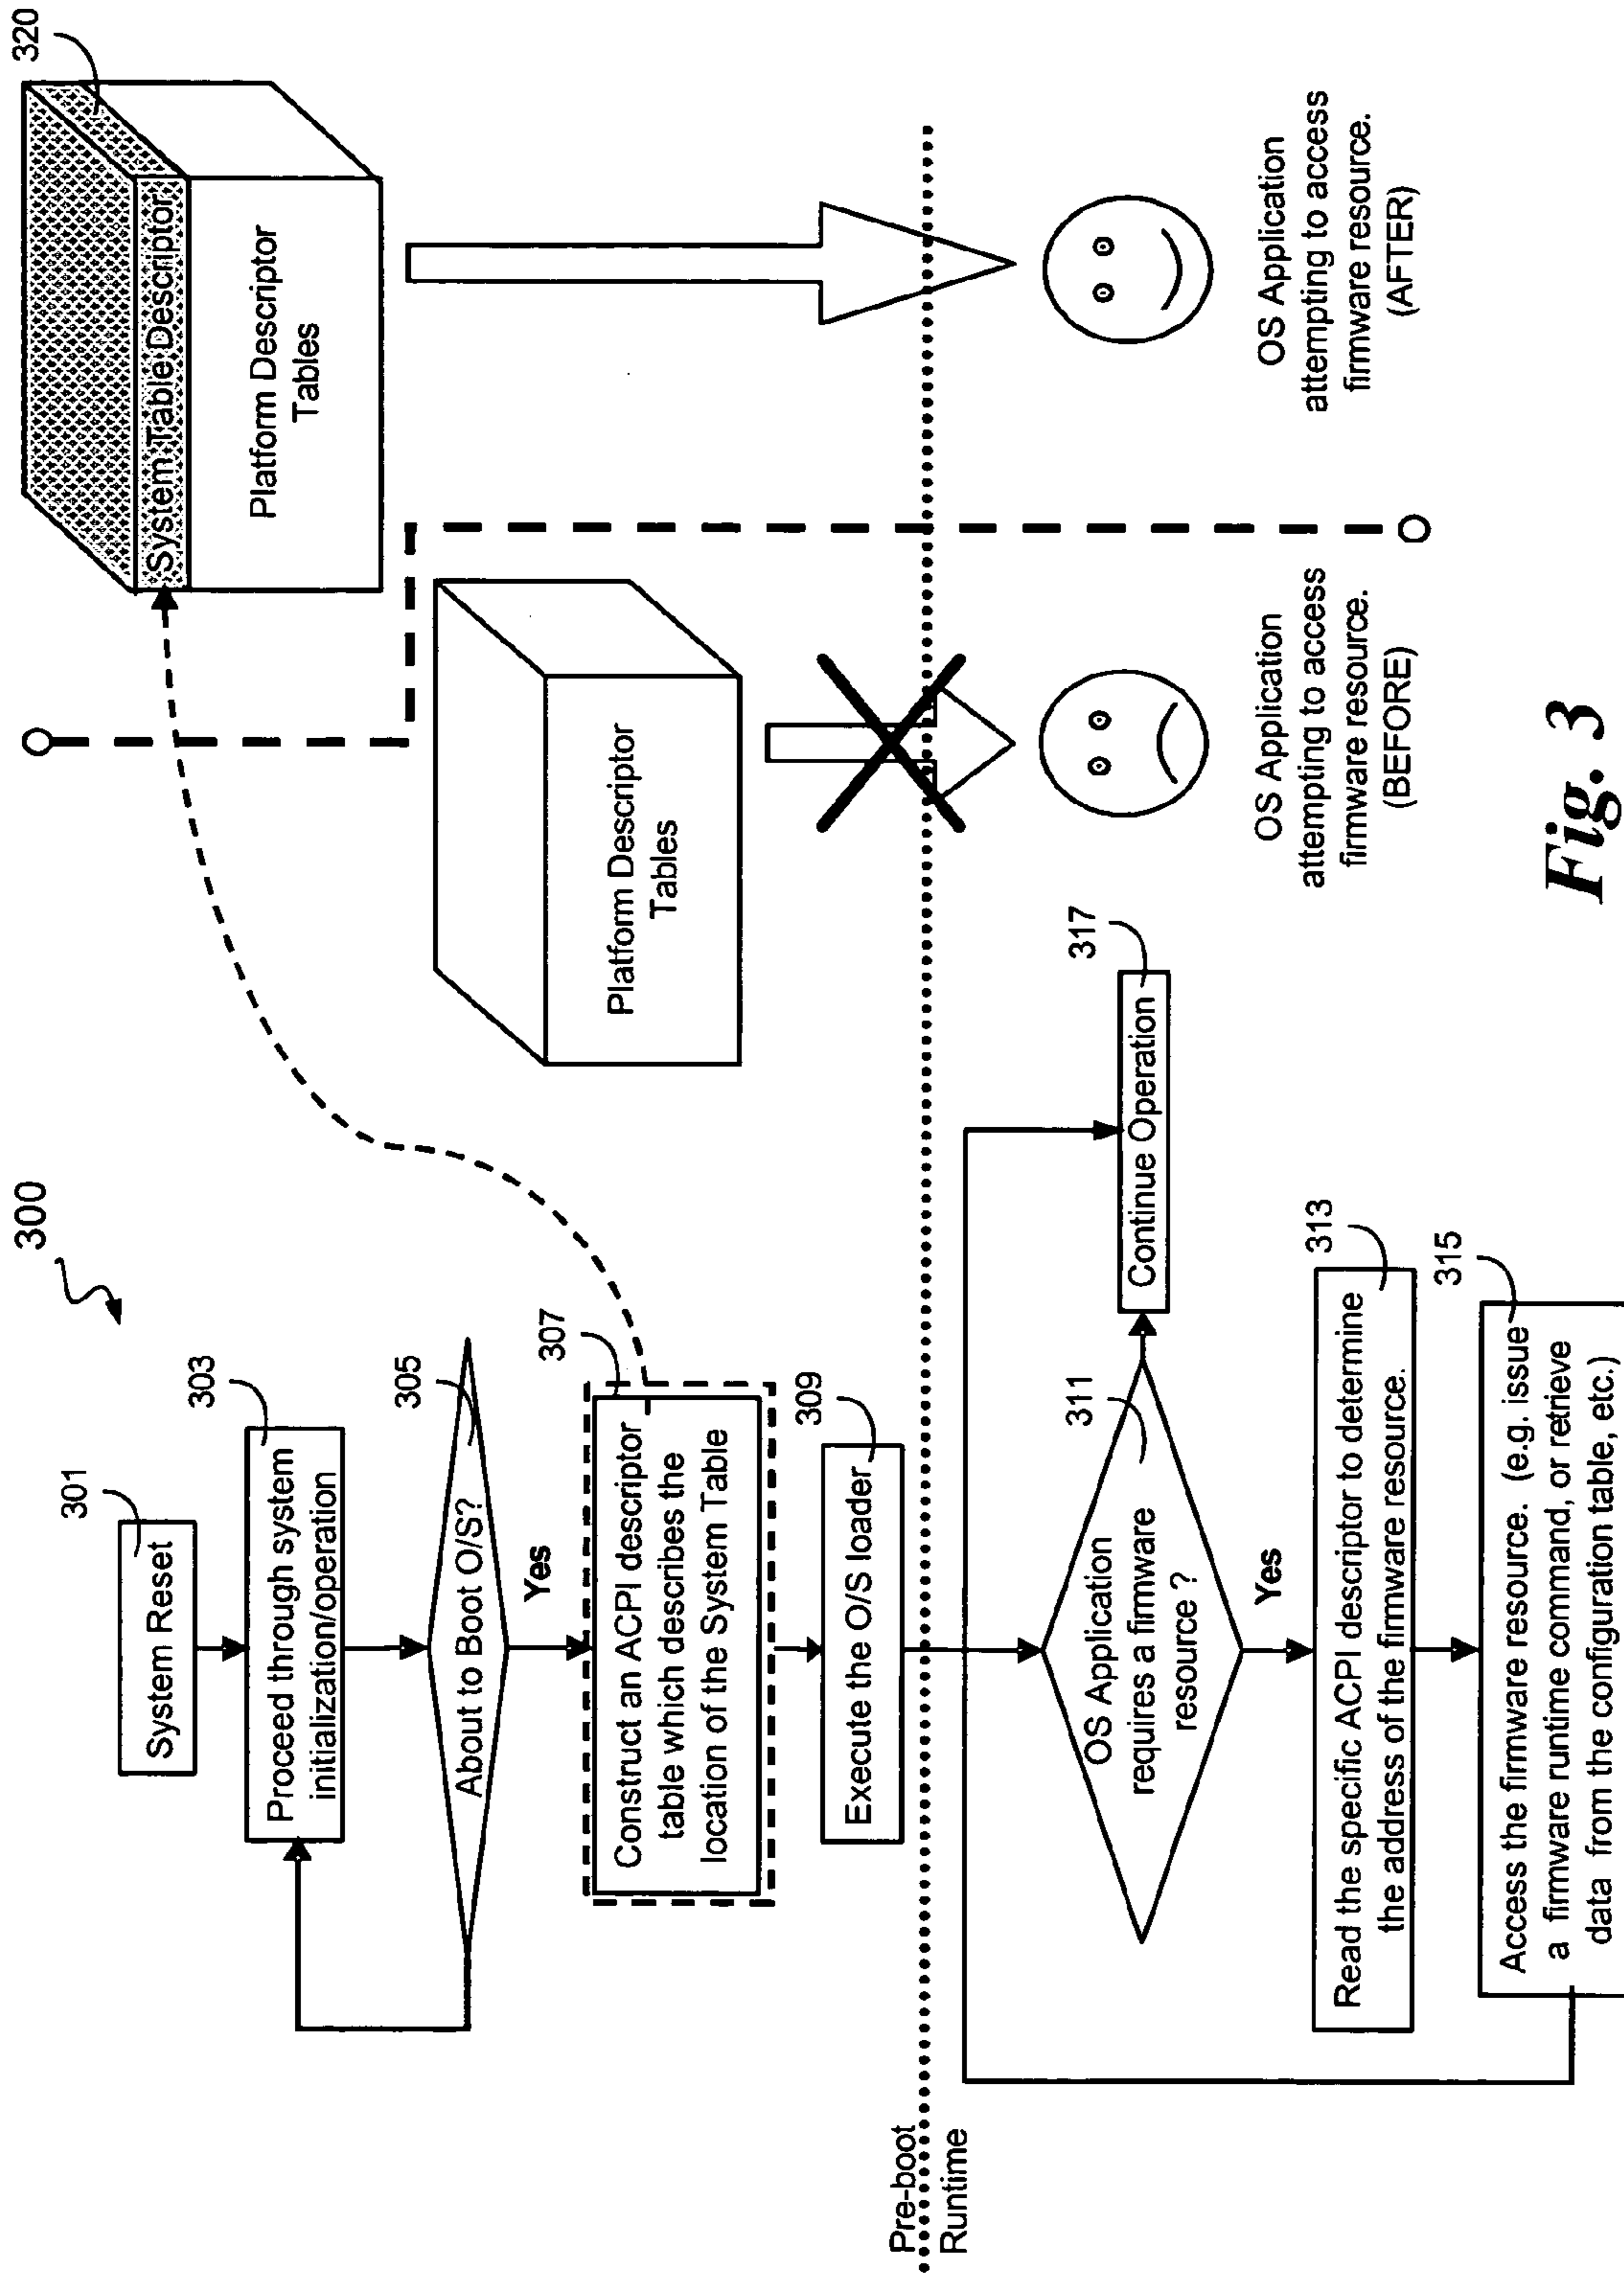 300
301
System Reset
303
Proceed through system
initialization/operation
305
About to Boot O/S?
Yes
307
Construct an ACPI descriptor
table which describes the
location of the System Table
309
Execute the O/S loader
Pre-boot
Runtime
311
OS Application
requires a firmware
resource ?
Yes
317
Continue Operation
313
Read the specific ACPI descriptor to determine
the address of the firmware resource.
315
Access the firmware resource. (e.g. issue
a firmware runtime command, or retrieve
data from the configuration table, etc.)
Platform Descriptor
Tables
OS Application
attempting to access
firmware resource.
(BEFORE)
320
System Table Descriptor
Platform Descriptor
Tables
OS Application
attempting to access
firmware resource.
(AFTER)
Fig. 3